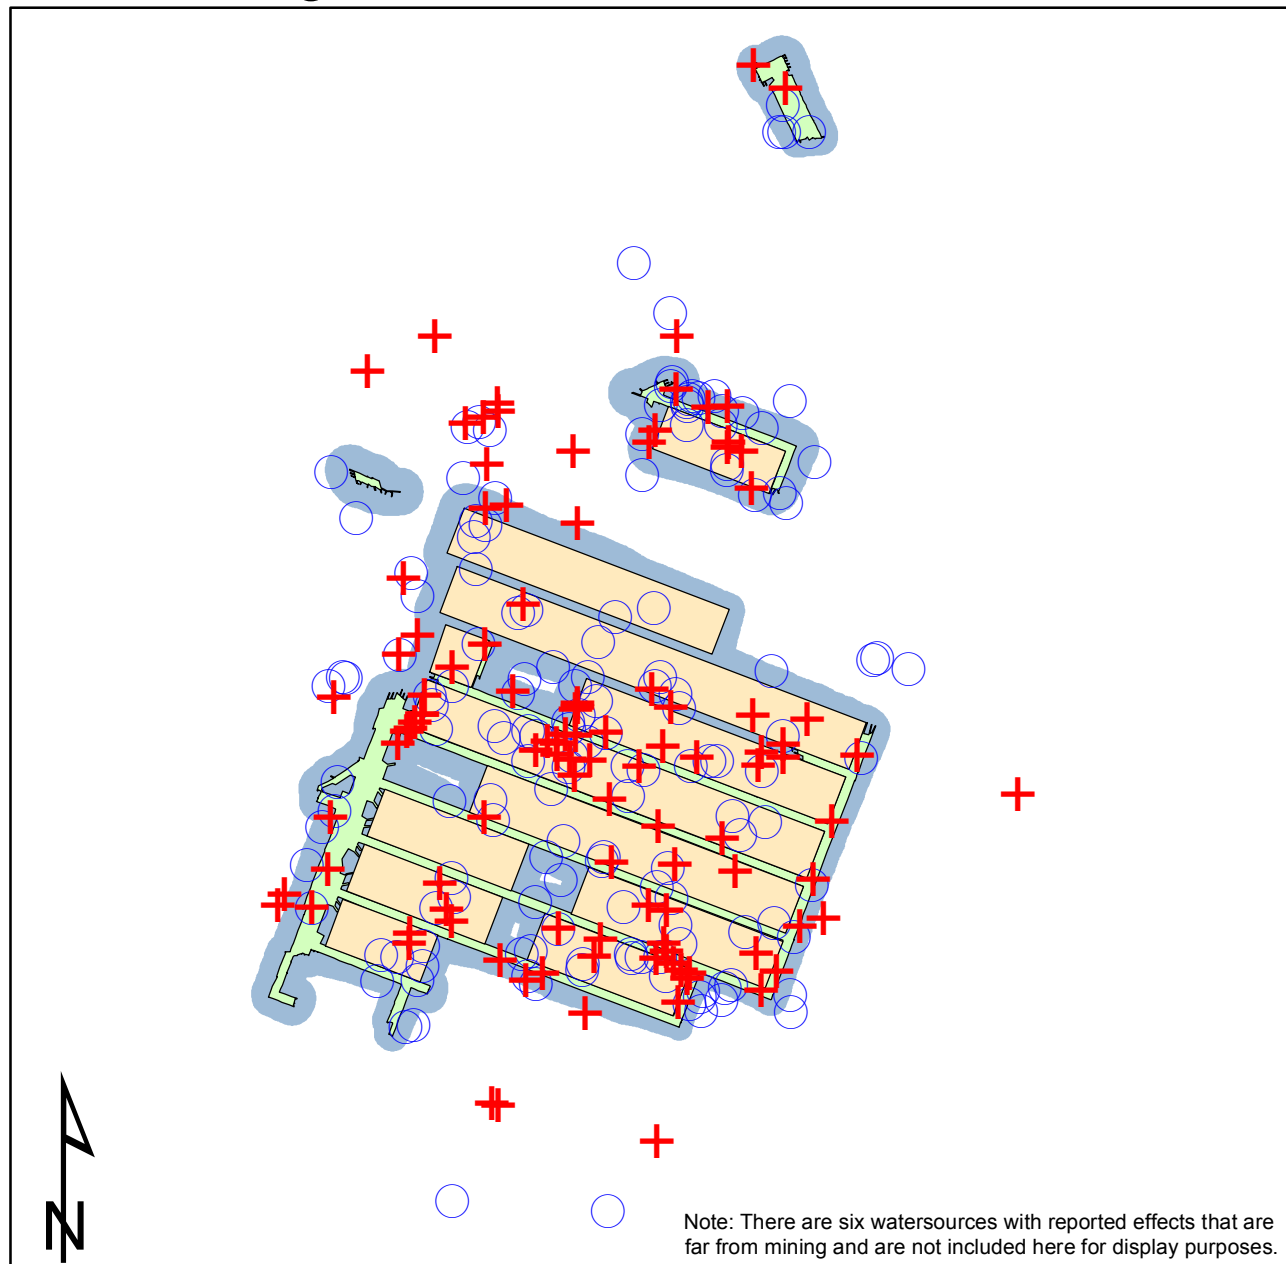 N
Note: There are six watersources with reported effects that are
far from mining and are not included here for display purposes.